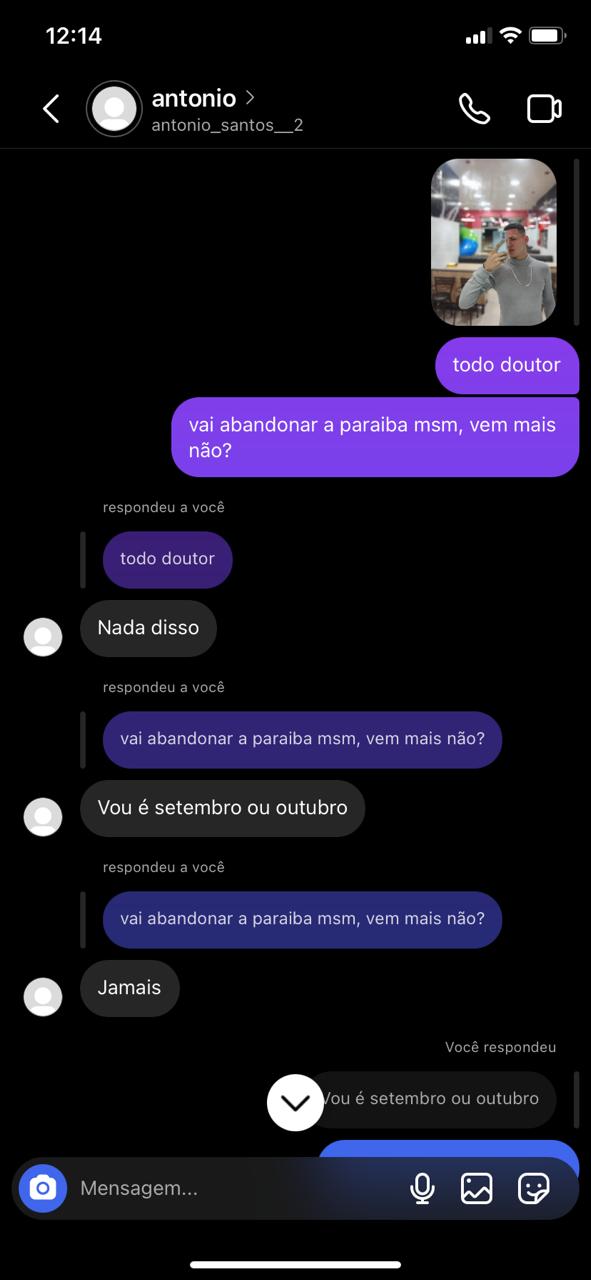 12:14
antonio
antonio_santos__2
todo doutor
vai abandonar a paraiba msm, vem mais
não?
respondeu a você
todo doutor
Nada disso
respondeu a você
vai abandonar a paraiba msm, vem mais não?
Vou é setembro ou outubro
respondeu a você
vai abandonar a paraiba msm, vem mais não?
Jamais
Você respondeu
Vou é setembro ou outubro
Mensagem...